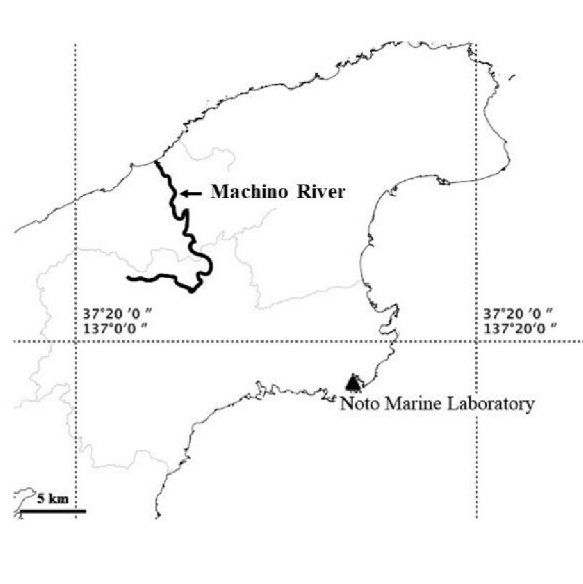 Machino River
37°20 ′0 ″
137°0′0 ″
37°20 ′0 ″
137°20′0 ″
Noto Marine Laboratory
5 km